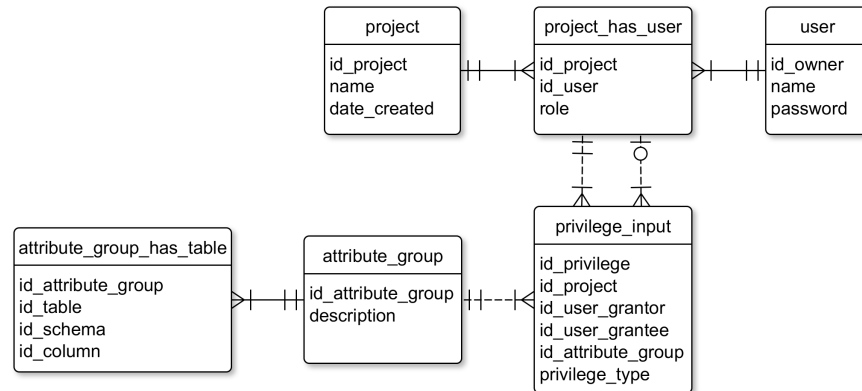 project
id_project
name
date_created
project_has_user
id_project
id_user
role
user
id_owner
name
password
attribute_group_has_table
id_attribute_group
id_table
id_schema
id_column
attribute_group
id_attribute_group
description
privilege_input
id_privilege
id_project
id_user_grantor
id_user_grantee
id_attribute_group
privilege_type